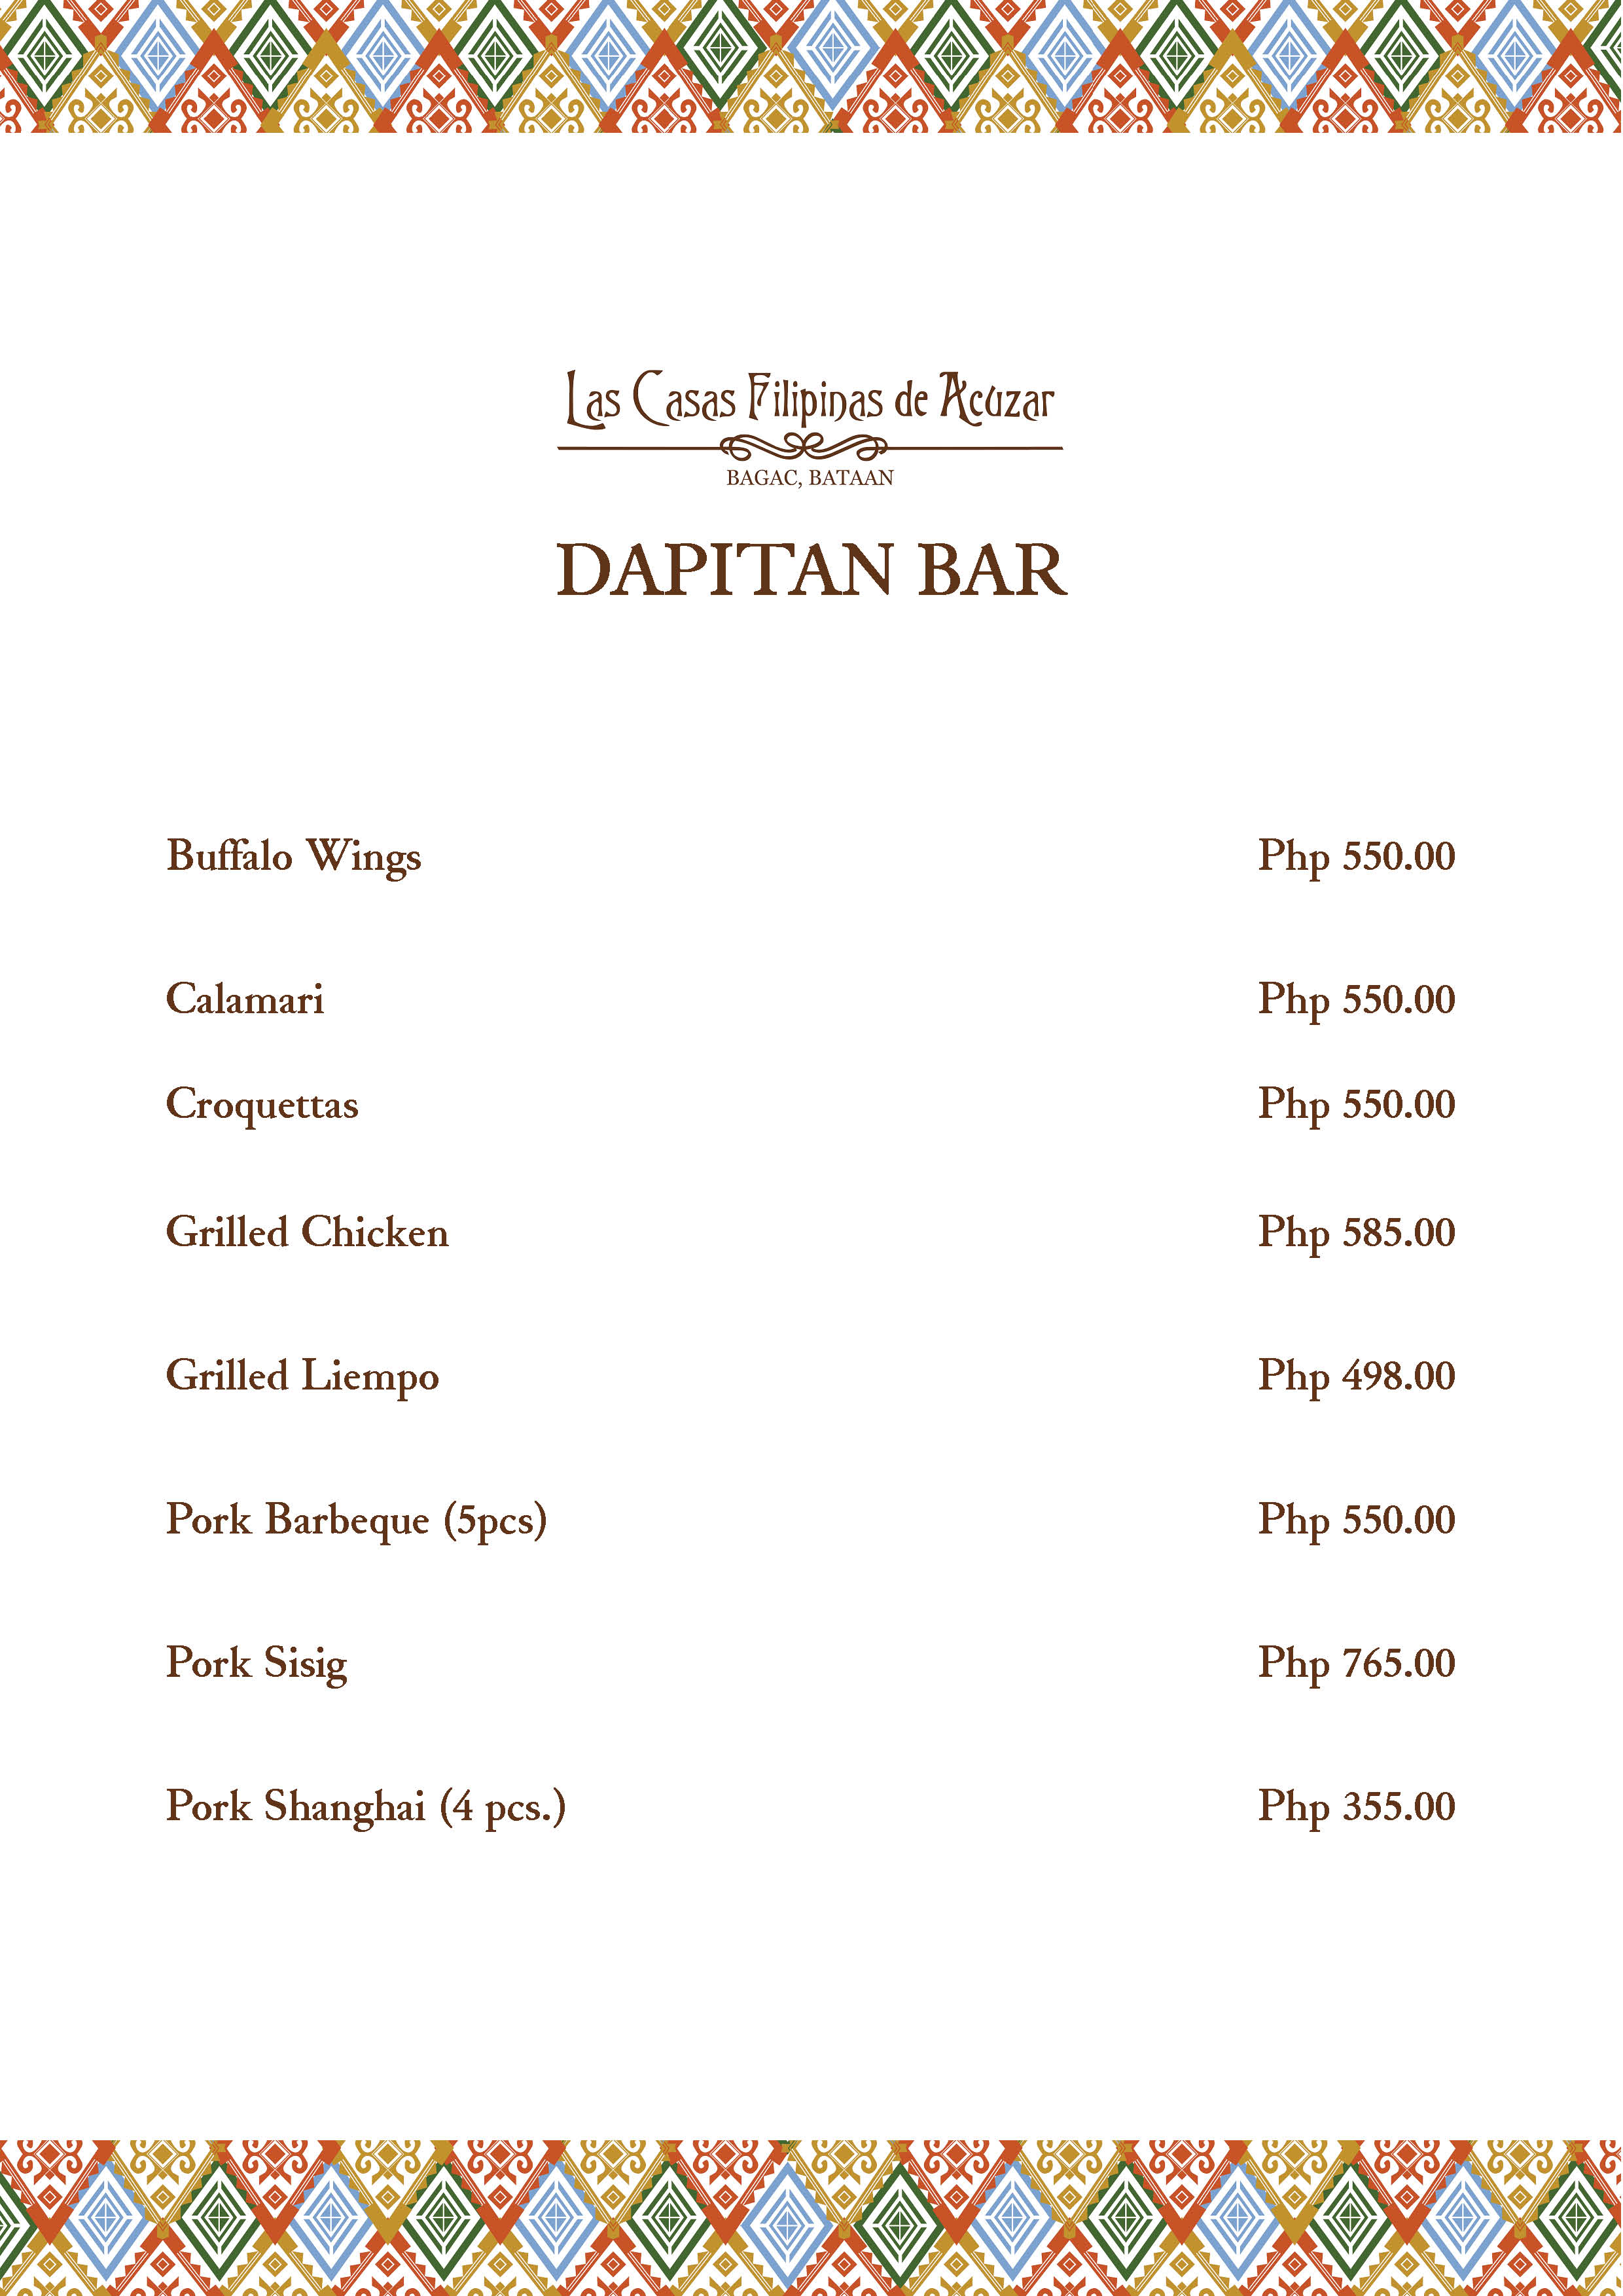 Las Casas Filipinas de Acuzar
BAGAC, BATAAN
DAPITAN BAR
Buffalo Wings Php 550.00
Calamari Php 550.00
Croquettas Php 550.00
Grilled Chicken Php 585.00
Grilled Liempo Php 498.00
Pork Barbeque (5pcs) Php 550.00
Pork Sisig Php 765.00
Pork Shanghai (4 pcs.) Php 355.00